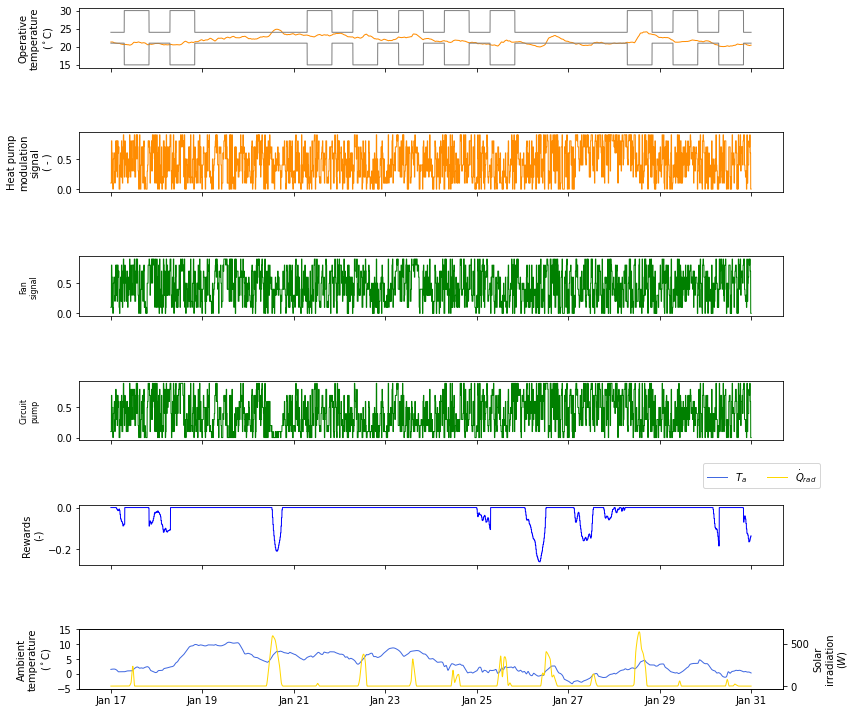 Operative
temperature
(°C)
30
25
20
15
Heat pump
modulation
signal
( - )
0.5
0.0
Fan
signal
0.5
0.0
Circuit
pump
0.5
0.0
T_a
Q̇_rad
Rewards
(-)
0.0
−0.2
Ambient
temperature
(°C)
15
10
5
0
−5
500
0
Solar
irradiation
(W)
Jan 17 Jan 19 Jan 21 Jan 23 Jan 25 Jan 27 Jan 29 Jan 31